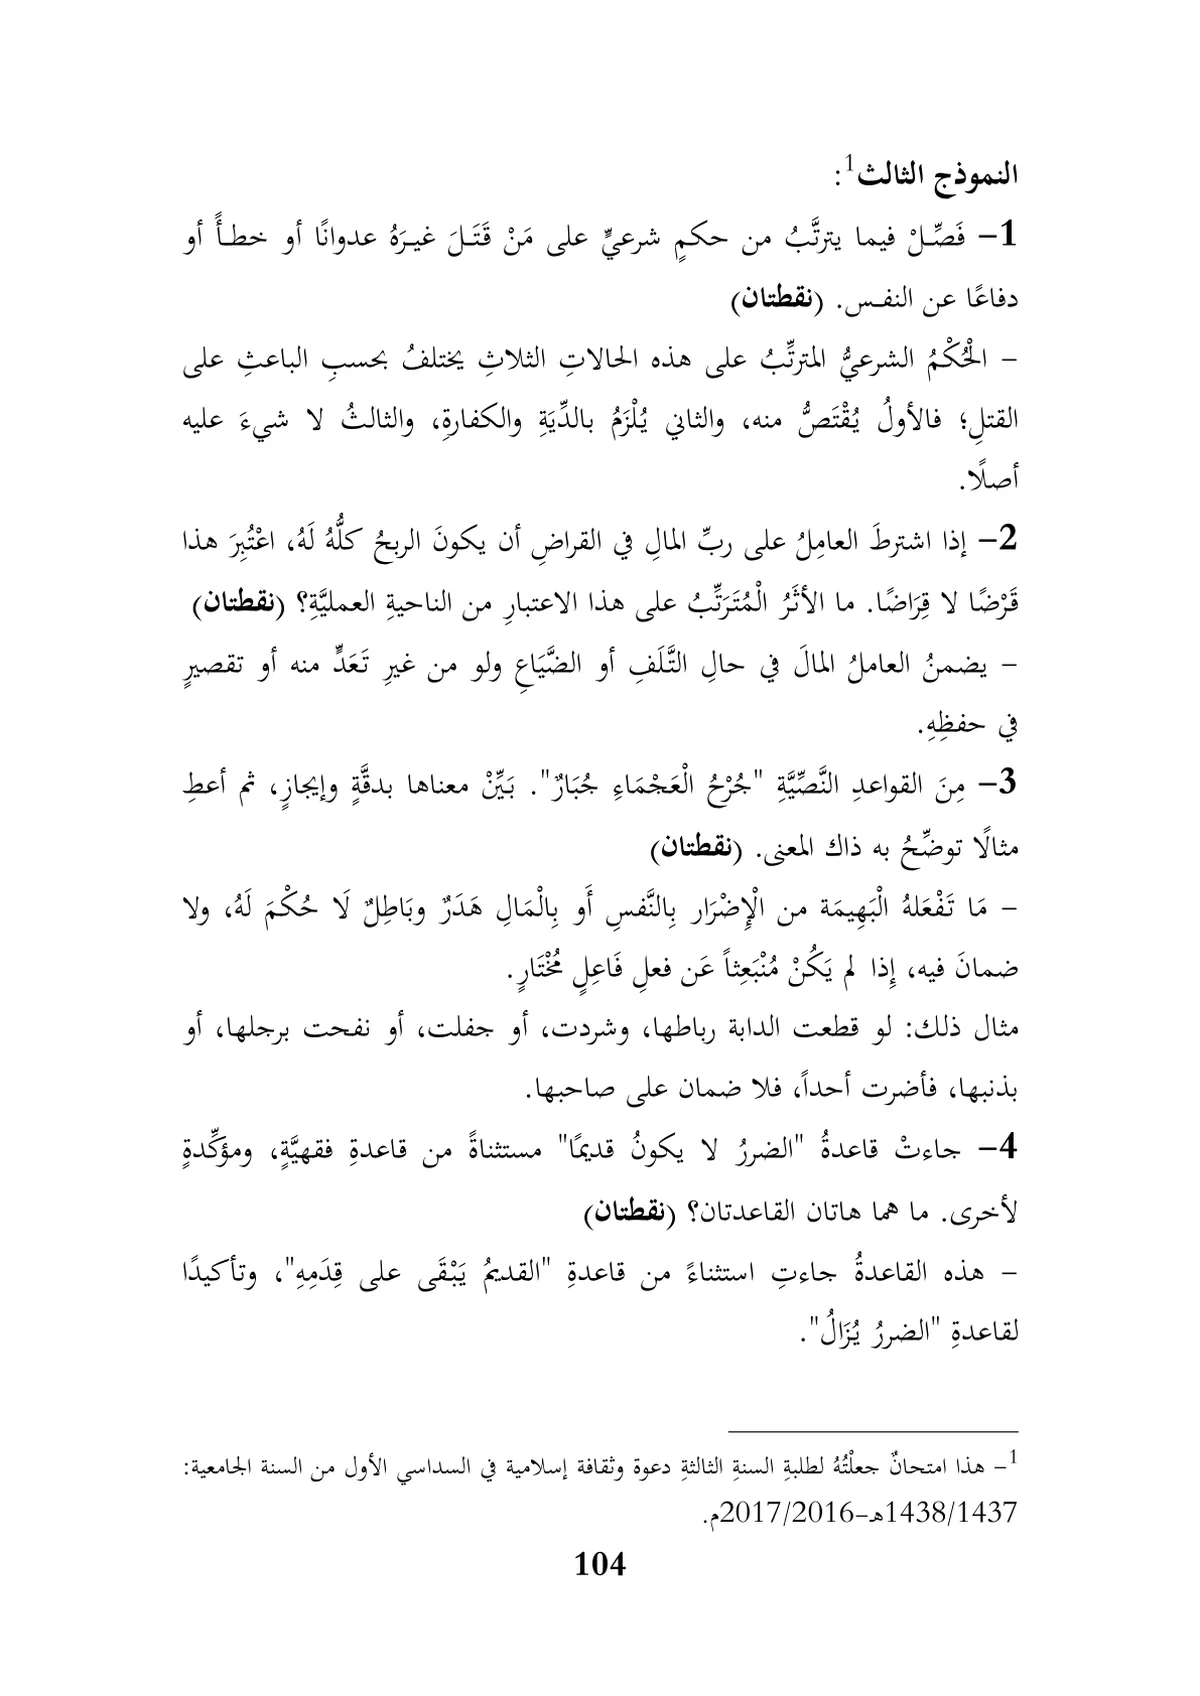 النموذج الثالث1:
1- فَصِّـلْ فيما يترتَّبُ من حكمٍ شرعيٍّ على مَنْ قَتَـلَ غيـرَهُ عدوانًا أو خطـأً أو
دفاعًا عن النفـس. (نقطتان)
- الْحُكْمُ الشرعيُّ المترتِّبُ على هذه الحالاتِ الثلاثِ يختلفُ بحسبِ الباعثِ على
القتلِ؛ فالأولُ يُقْتَصُّ منه، والثاني يُلْزَمُ بالدِّيَةِ والكفارةِ، والثالثُ لا شيءَ عليه
أصلًا.
2- إذا اشترطَ العامِلُ على ربِّ المالِ في القراضِ أن يكونَ الربحُ كلُّهُ لَهُ، اعْتُبِرَ هذا
قَرْضًا لا قِرَاضًا. ما الأثَرُ الْمُتَرَتِّبُ على هذا الاعتبارِ من الناحيةِ العمليَّةِ؟ (نقطتان)
- يضمنُ العاملُ المالَ في حالِ التَّلَفِ أو الضَّيَاعِ ولو من غيرِ تَعَدٍّ منه أو تقصيرٍ
في حفظِهِ.
3- مِنَ القواعدِ النَّصِّيَّةِ "جُرْحُ الْعَجْمَاءِ جُبَارٌ". بَـيِّنْ معناها بدقَّةٍ وإيجازٍ، ثم أعطِ
مثالًا توضِّحُ به ذاك المعنى. (نقطتان)
- مَا تَفْعَلهُ الْبَهِيمَة من الْإِضْرَار بِالنَّفسِ أَو بِالْمَالِ هَدَرٌ وبَاطِلٌ لَا حُكْمَ لَهُ، ولا
ضمانَ فيه، إِذا لم يَكُنْ مُنْبَعِثاً عَن فعلِ فَاعِلٍ مُخْتَارٍ.
مثال ذلك: لو قطعت الدابة رباطها، وشردت، أو جفلت، أو نفحت برجلها، أو
بذنبها، فأضرت أحداً، فلا ضمان على صاحبها.
4- جاءتْ قاعدةُ "الضررُ لا يكونُ قديمًا" مستثناةً من قاعدةٍ فقهيَّةٍ، ومؤكِّدةٍ
لأخرى. ما هما هاتان القاعدتان؟ (نقطتان)
- هذه القاعدةُ جاءتِ استثناءً من قاعدةِ "القديمُ يَبْقَى على قِدَمِهِ"، وتأكيدًا
لقاعدةِ "الضررُ يُزَالُ".
1- هذا امتحانٌ جعلْتُهُ لطلبةِ السنةِ الثالثةِ دعوة وثقافة إسلامية في السداسي الأول من السنة الجامعية:
1438/1437هـ-2017/2016م.
104